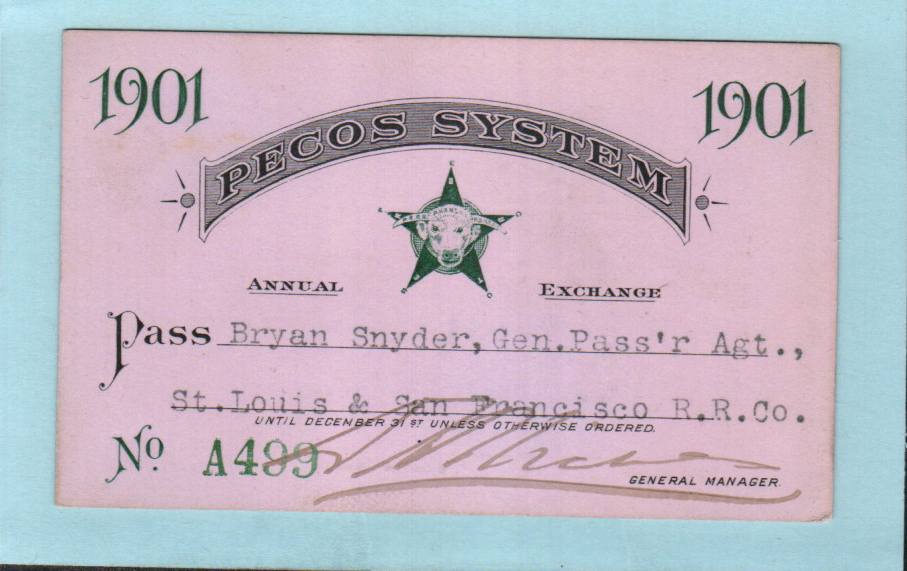 1901 1901
PECOS SYSTEM
ANNUAL EXCHANGE
Pass Bryan Snyder, Gen.Pass'r Agt.,
St.Louis & San Francisco R.R.Co.
UNTIL DECEMBER 31ST UNLESS OTHERWISE ORDERED.
No. A499
GENERAL MANAGER.